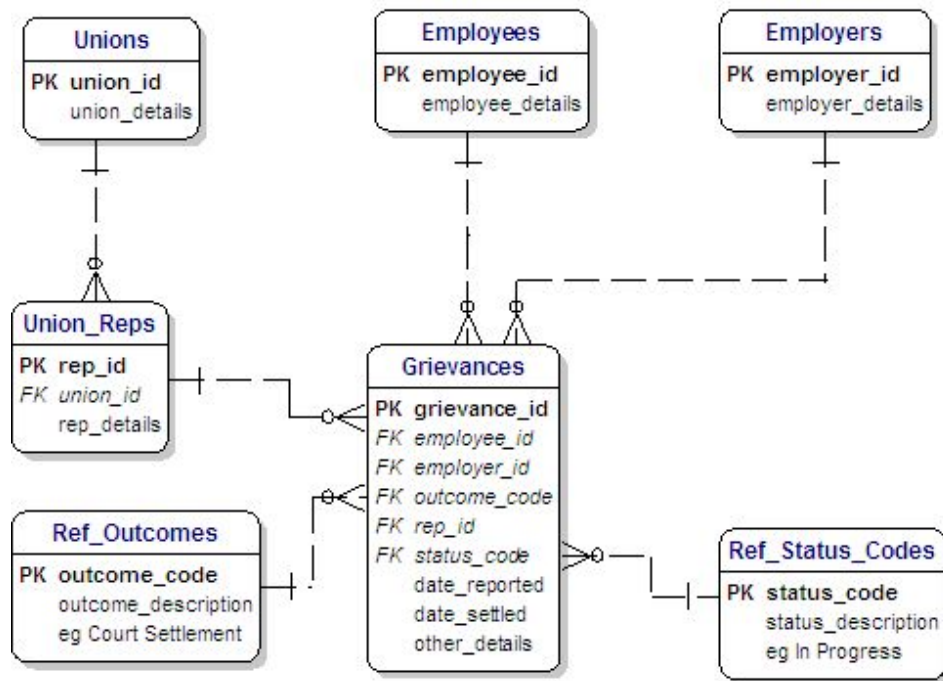 Unions
PK union_id
union_details
Employees
PK employee_id
employee_details
Employers
PK employer_id
employer_details
Union_Reps
PK rep_id
FK union_id
rep_details
Grievances
PK grievance_id
FK employee_id
FK employer_id
FK outcome_code
FK rep_id
FK status_code
date_reported
date_settled
other_details
Ref_Outcomes
PK outcome_code
outcome_description
eg Court Settlement
Ref_Status_Codes
PK status_code
status_description
eg In Progress